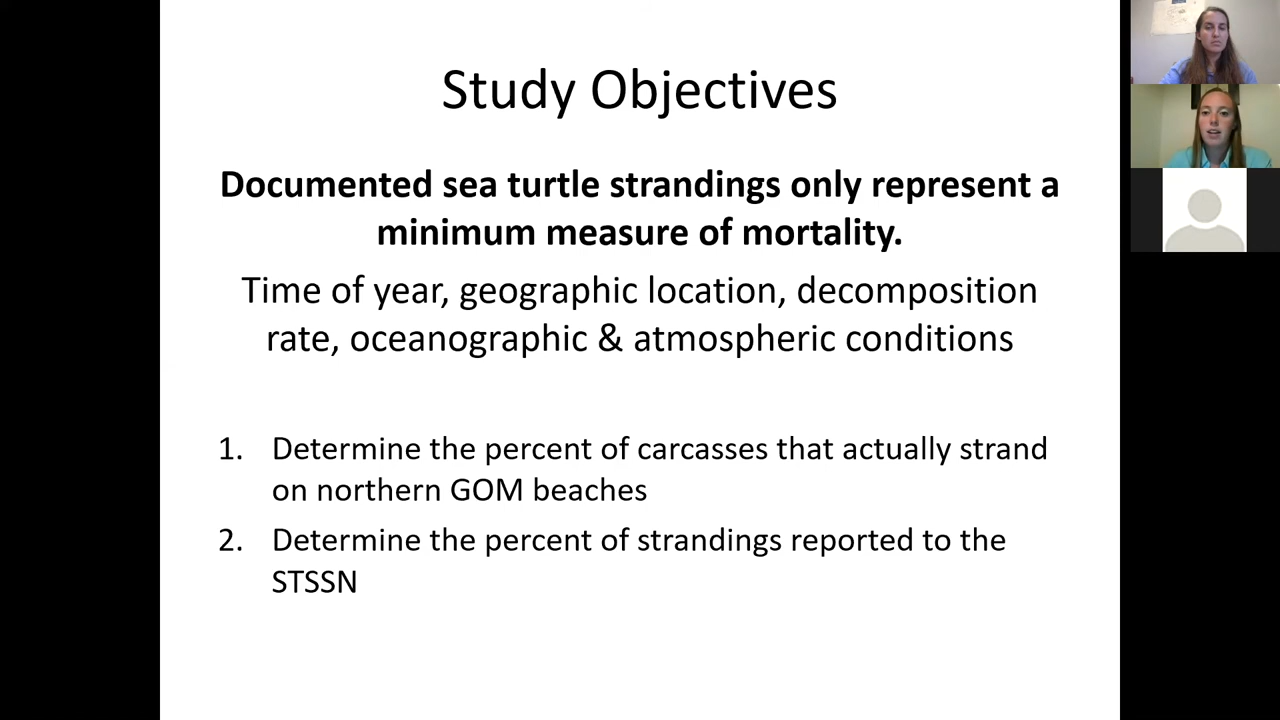 Study Objectives
Documented sea turtle strandings only represent a
minimum measure of mortality.
Time of year, geographic location, decomposition
rate, oceanographic & atmospheric conditions
1. Determine the percent of carcasses that actually strand
on northern GOM beaches
2. Determine the percent of strandings reported to the
STSSN